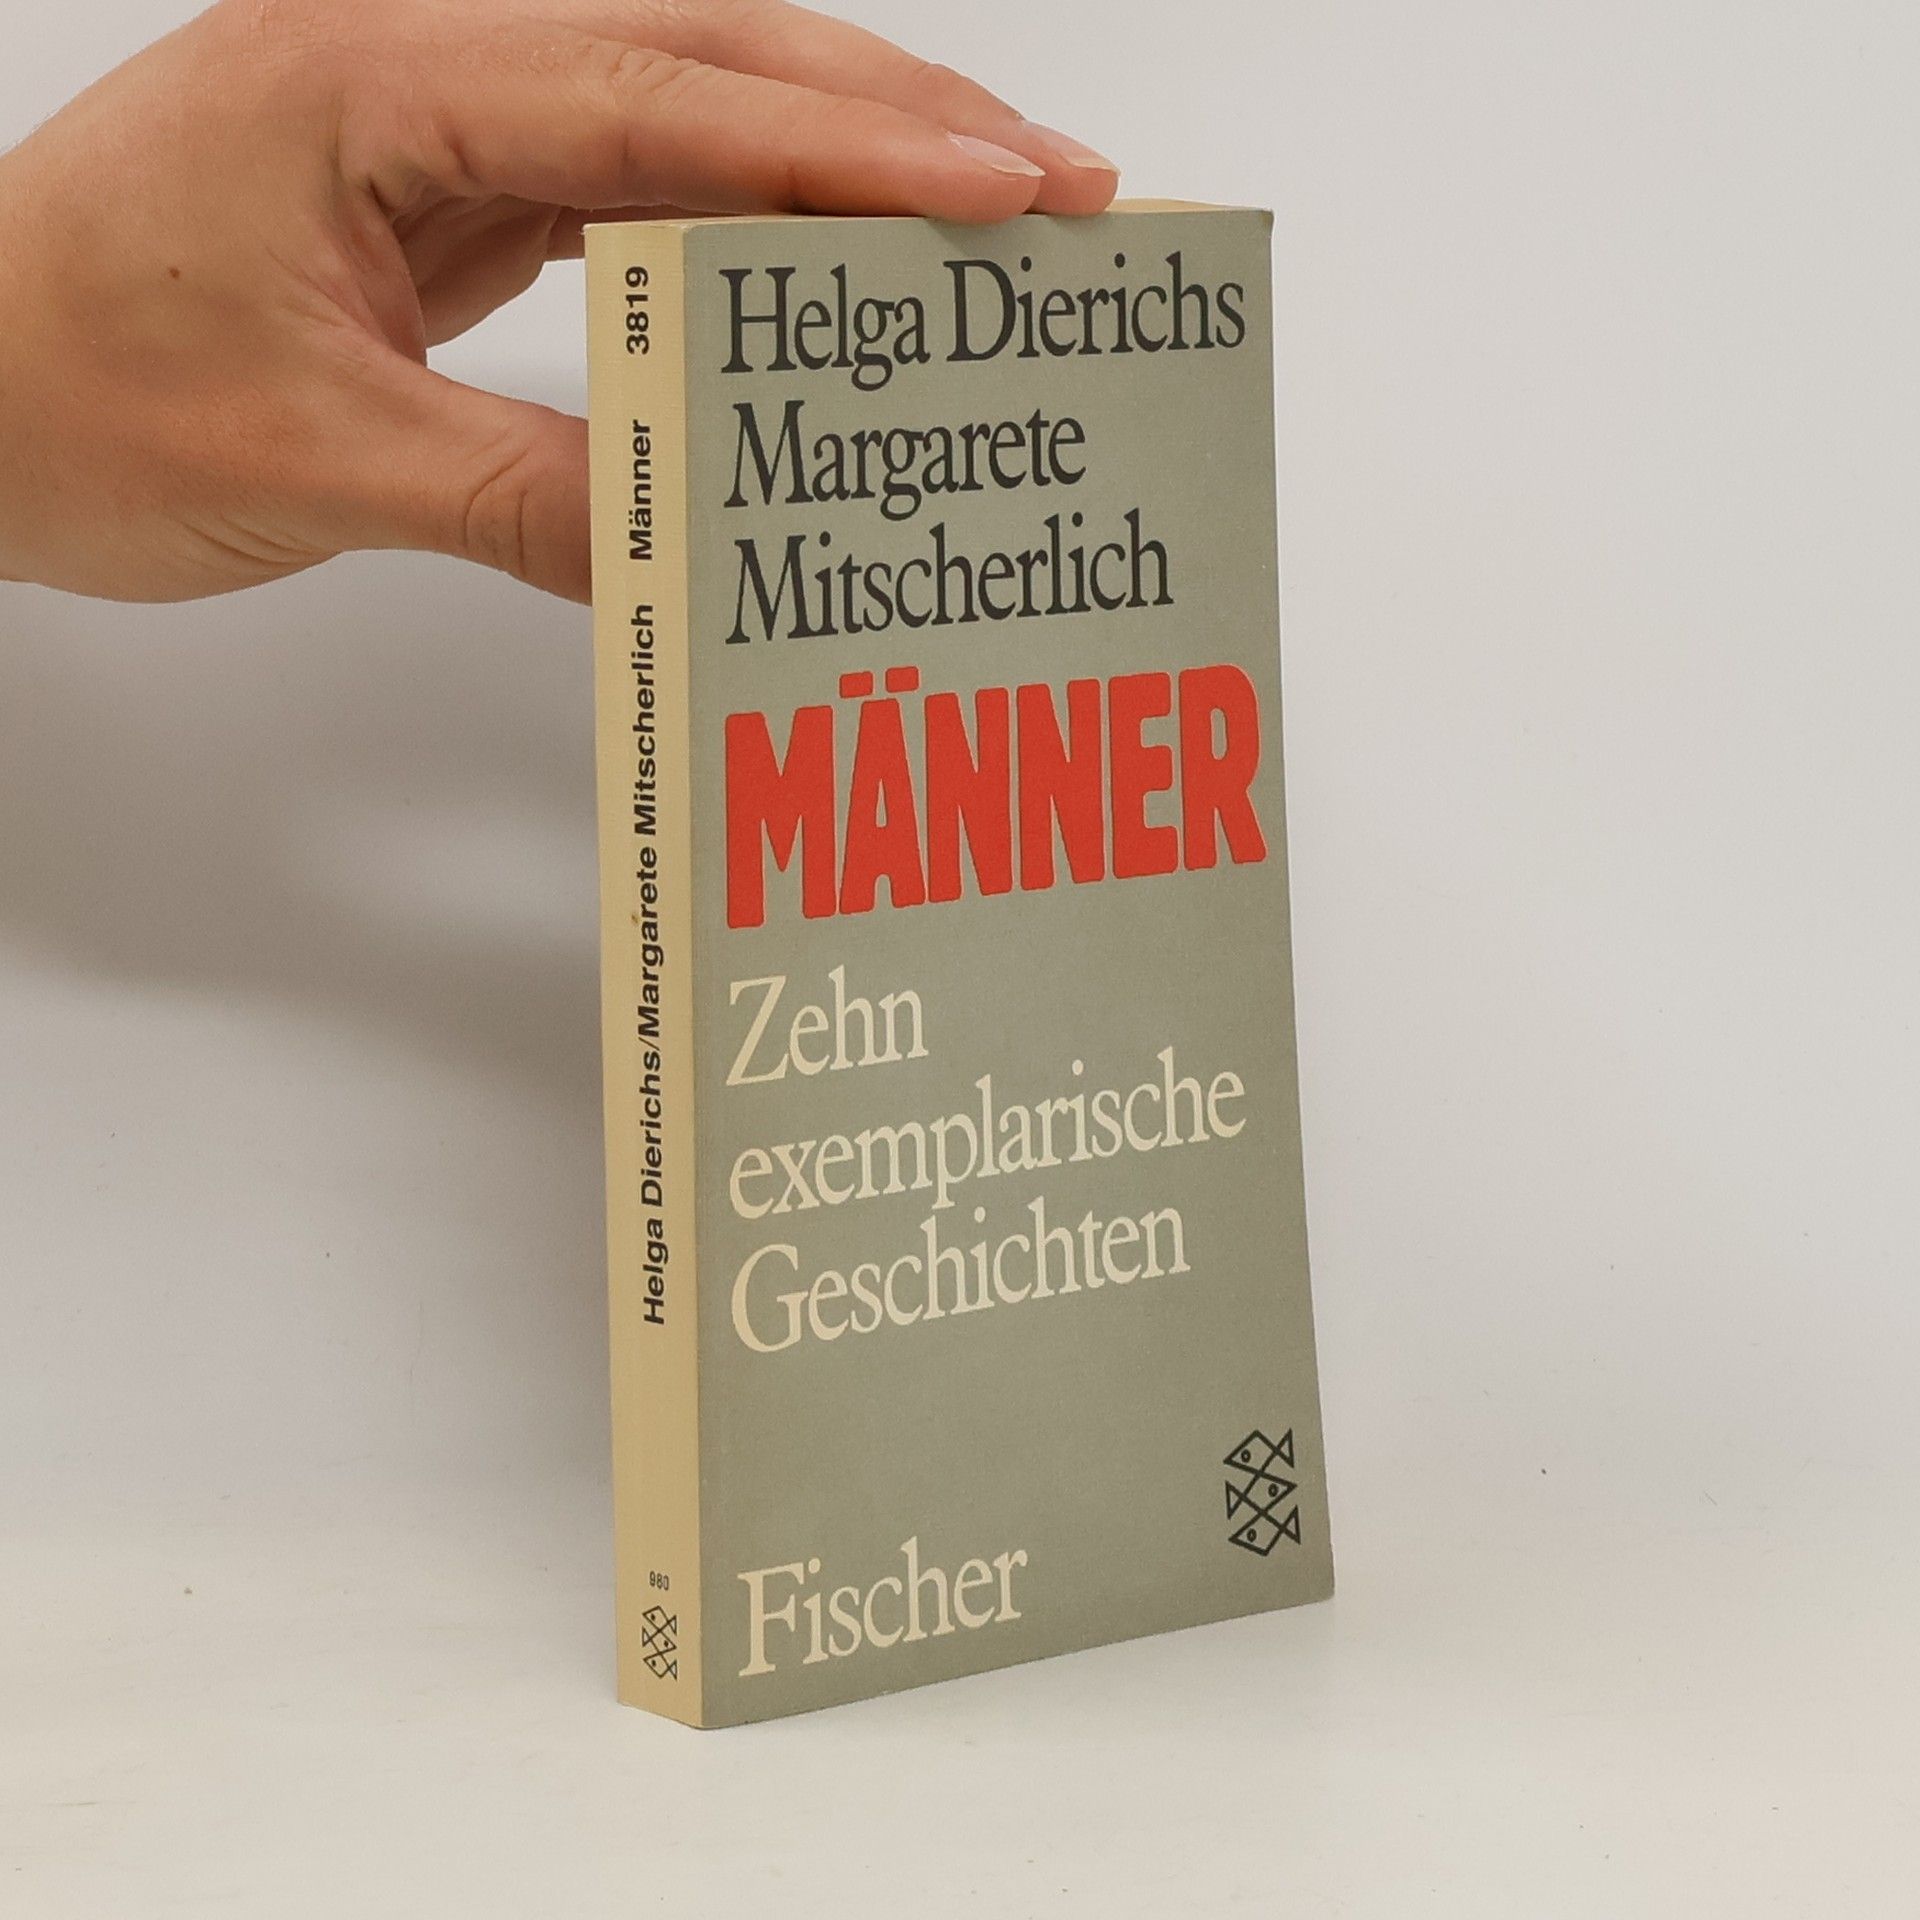 Helga Dierichs
Margarete
Mitscherlich
MÄNNER
Zehn
exemplarische
Geschichten
Fischer
Helga Dierichs/Margarete Mitscherlich Männer 3819
980